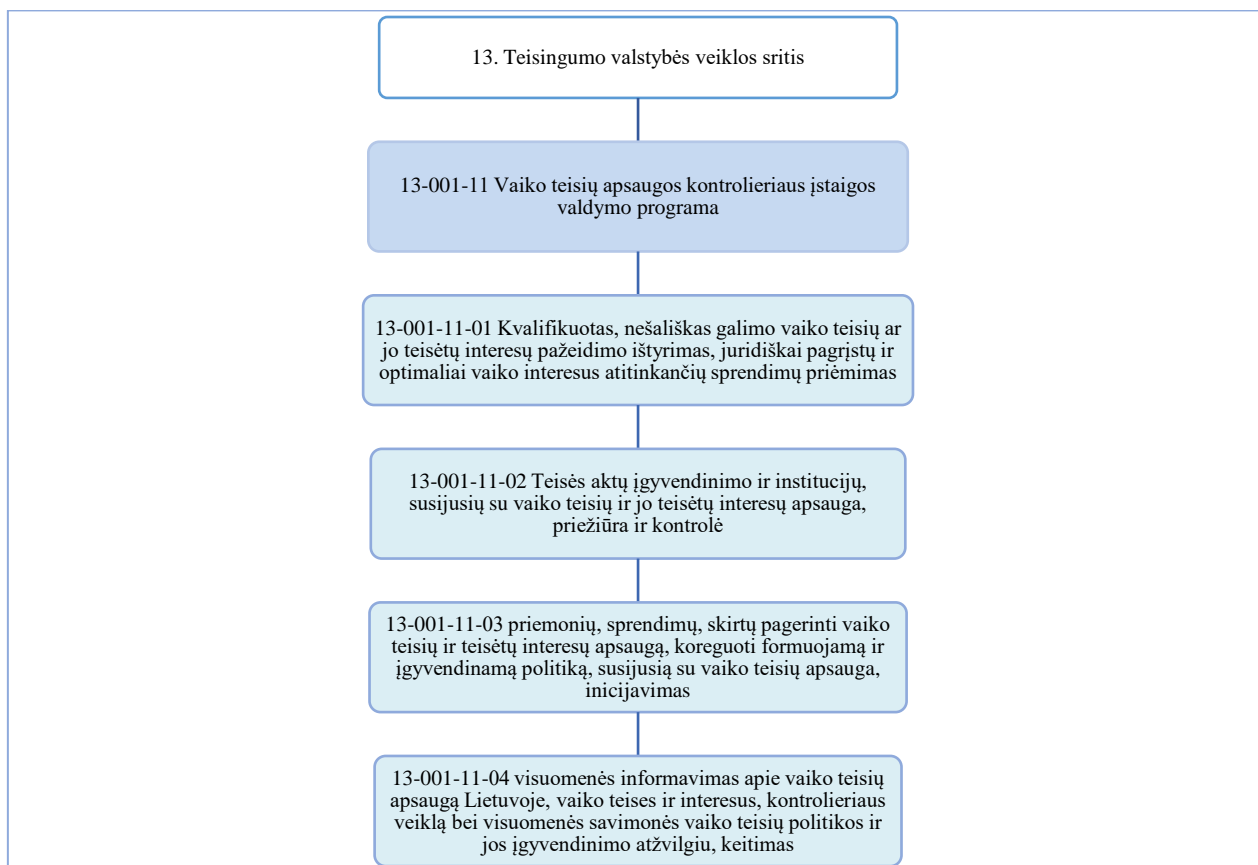 13. Teisingumo valstybės veiklos sritis
13-001-11 Vaiko teisių apsaugos kontrolieriaus įstaigos
valdymo programa
13-001-11-01 Kvalifikuotas, nešališkas galimo vaiko teisių ar
jo teisėtų interesų pažeidimo ištyrimas, juridiškai pagrįstų ir
optimaliai vaiko interesus atitinkančių sprendimų priėmimas
13-001-11-02 Teisės aktų įgyvendinimo ir institucijų,
susijusių su vaiko teisių ir jo teisėtų interesų apsauga,
priežiūra ir kontrolė
13-001-11-03 priemonių, sprendimų, skirtų pagerinti vaiko
teisių ir teisėtų interesų apsaugą, koreguoti formuojamą ir
įgyvendinamą politiką, susijusią su vaiko teisių apsauga,
inicijavimas
13-001-11-04 visuomenės informavimas apie vaiko teisių
apsaugą Lietuvoje, vaiko teises ir interesus, kontrolieriaus
veiklą bei visuomenės savimonės vaiko teisių politikos ir
jos įgyvendinimo atžvilgiu, keitimas